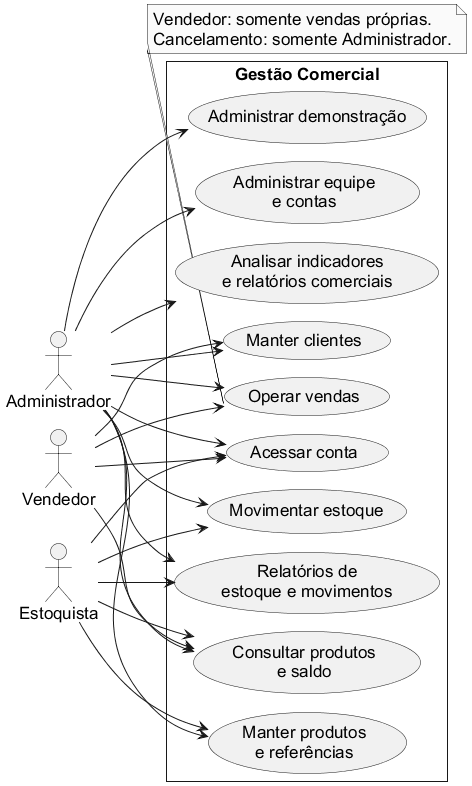 Vendedor: somente vendas próprias.
Cancelamento: somente Administrador.
Gestão Comercial
Administrar demonstração
Administrar equipe
e contas
Analisar indicadores
e relatórios comerciais
Manter clientes
Administrador
Operar vendas
Acessar conta
Vendedor
Movimentar estoque
Relatórios de
estoque e movimentos
Estoquista
Consultar produtos
e saldo
Manter produtos
e referências